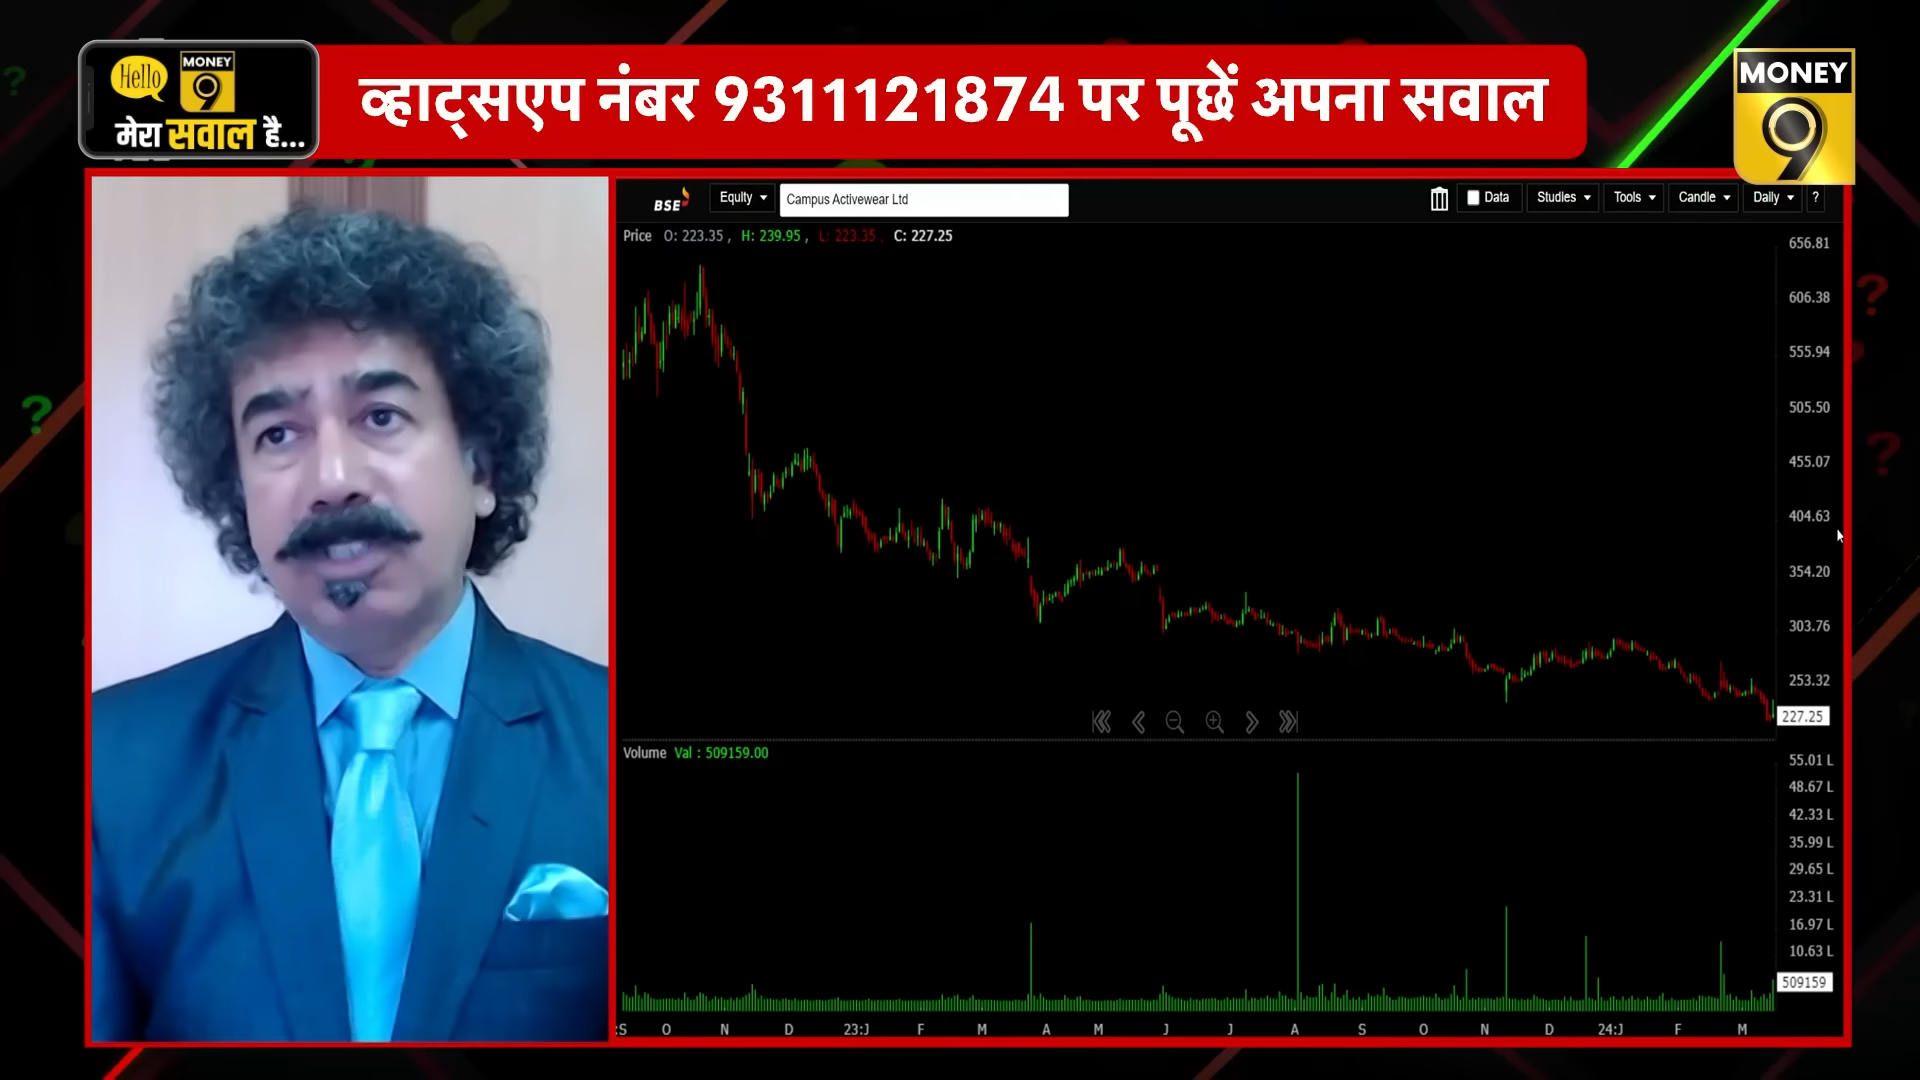 Hello
MONEY
9
मेरा सवाल है...
व्हाट्सएप नंबर 9311121874 पर पूछें अपना सवाल
MONEY
9
BSE
Equity
Campus Activewear Ltd
Data
Studies
Tools
Candle
Daily
?
Price O: 223.35 , H: 239.95 , L: 223.35 , C: 227.25
656.81
606.38
555.94
505.50
455.07
404.63
354.20
303.76
253.32
227.25
Volume Val : 509159.00
55.01 L
48.67 L
42.33 L
35.99 L
29.65 L
23.31 L
16.97 L
10.63 L
509159
:S O N D 23:J F M A M J J A S O N D 24:J F M